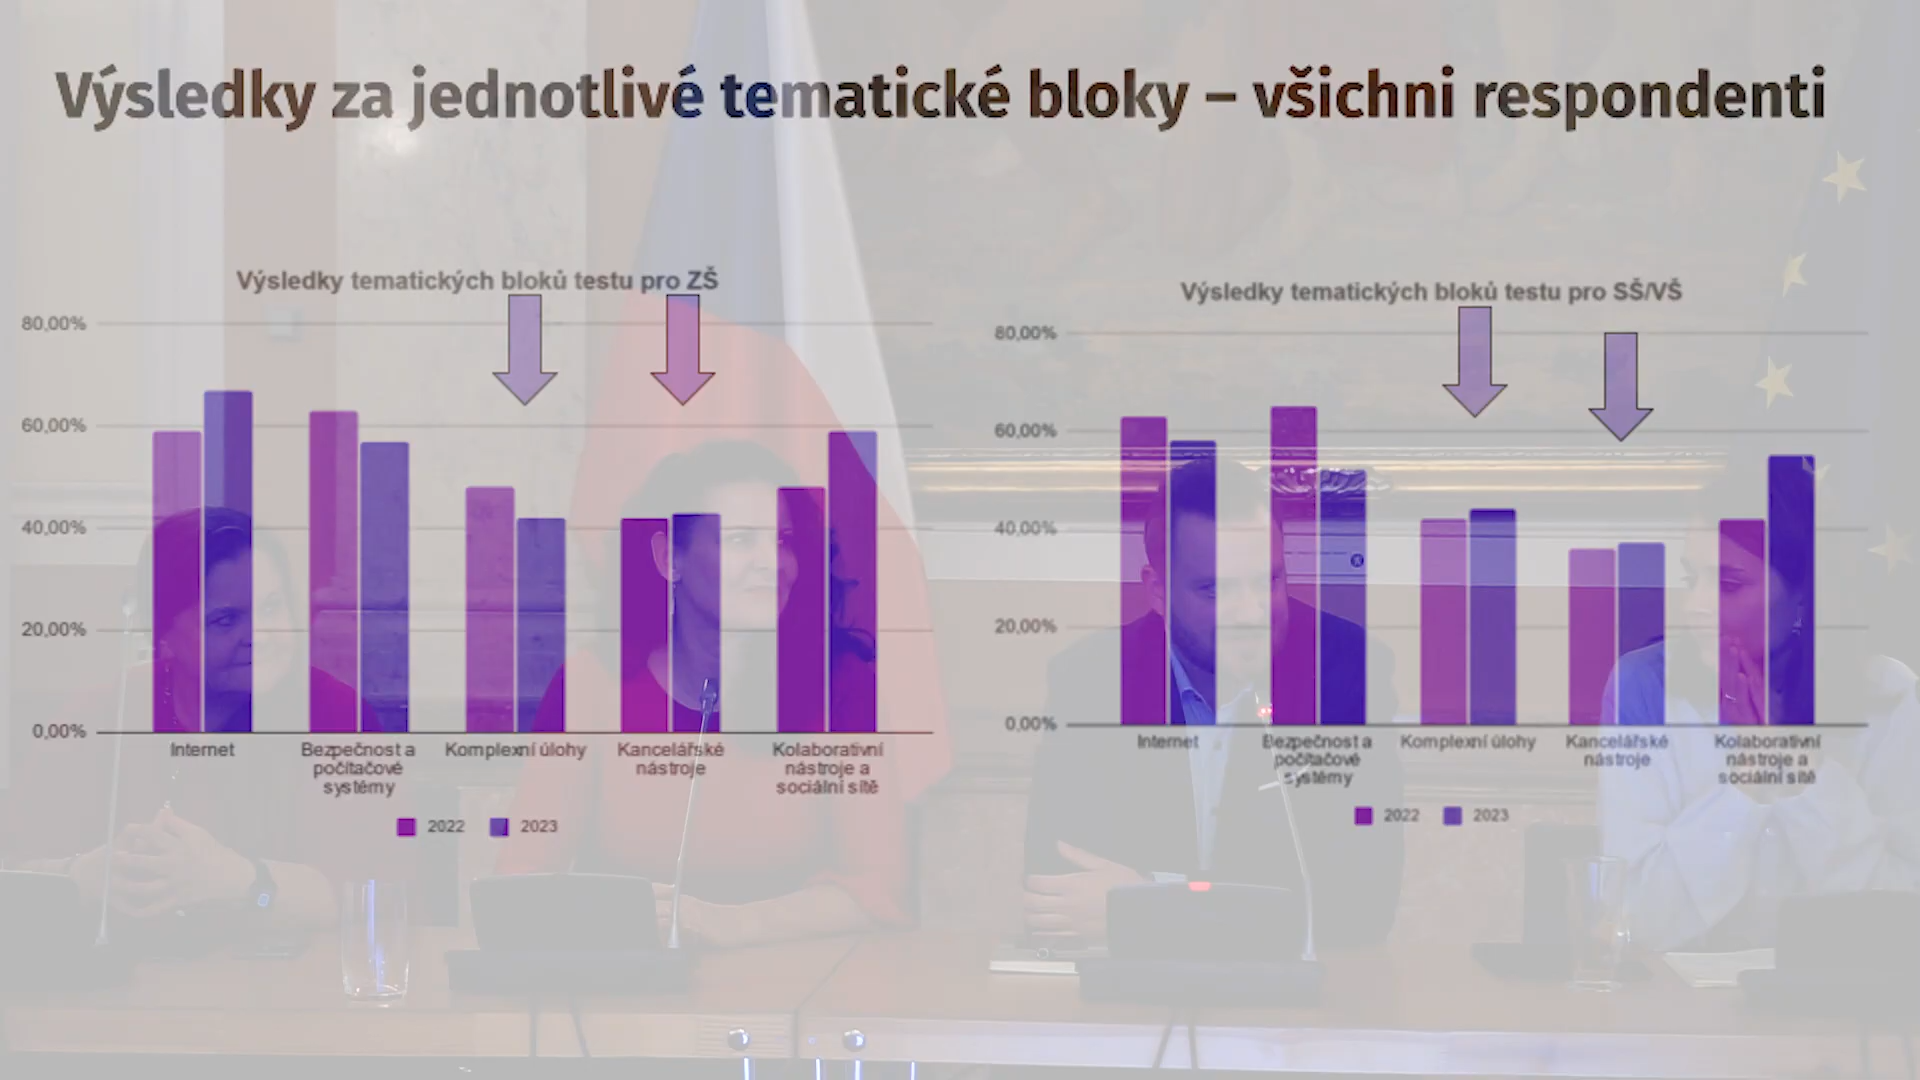 Výsledky za jednotlivé tematické bloky – všichni respondenti
Výsledky tematických bloků testu pro ZŠ
80,00%
60,00%
40,00%
20,00%
0,00%
Internet
Bezpečnost a
počítačové
systémy
Komplexní úlohy
Kancelářské
nástroje
Kolaborativní
nástroje a
sociální sítě
2022
2023
Výsledky tematických bloků testu pro SŠ/VŠ
80,00%
60,00%
40,00%
20,00%
0,00%
Internet
Bezpečnost a
počítačové
systémy
Komplexní úlohy
Kancelářské
nástroje
Kolaborativní
nástroje a
sociální sítě
2022
2023